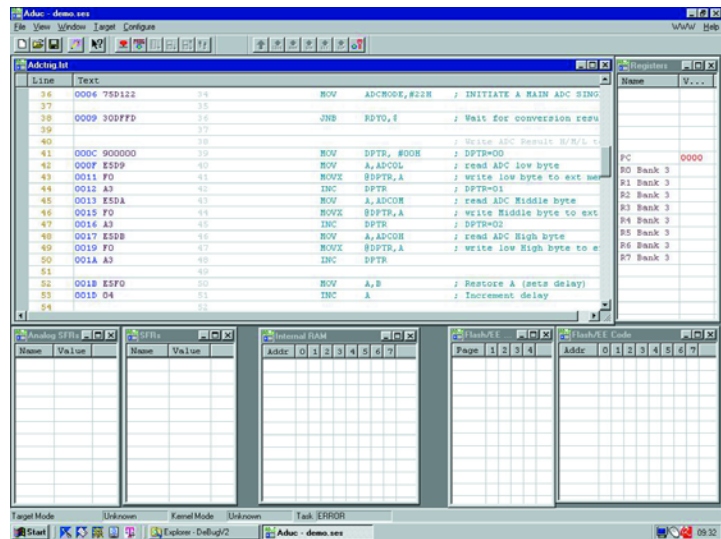 Aduc - demo.ses
File View Window Target Configure WWW Help
Adctrig.lst
Line Text
36 0006 75D122 34 MOV ADCMODE,#22H ; INITIATE A MAIN ADC SING
37 35
38 0009 30DFFD 36 JNB RDY0,$ ; Wait for conversion resu
39 37
40 38 ; Write ADC Result H/M/L to
41 000C 900000 39 MOV DPTR, #00H ; DPTR=00
42 000F E5D9 40 MOV A,ADC0L ; read ADC low byte
43 0011 F0 41 MOVX @DPTR,A ; write low byte to ext mem
44 0012 A3 42 INC DPTR ; DPTR=01
45 0013 E5DA 43 MOV A,ADC0M ; read ADC Middle byte
46 0015 F0 44 MOVX @DPTR,A ; write Middle byte to ext
47 0016 A3 45 INC DPTR ; DPTR=02
48 0017 E5DB 46 MOV A,ADC0H ; read ADC High byte
49 0019 F0 47 MOVX @DPTR,A ; write low High byte to e
50 001A A3 48 INC DPTR
51 49
52 001B E5F0 50 MOV A,B ; Restore A (sets delay)
53 001D 04 51 INC A ; Increment delay
54 52
Registers
Name V...
PC 0000
R0 Bank 3
R1 Bank 3
R2 Bank 3
R3 Bank 3
R4 Bank 3
R5 Bank 3
R6 Bank 3
R7 Bank 3
Analog SFRs
Name Value
SFRs
Name Value
Internal RAM
Addr 0 1 2 3 4 5 6 7
Flash/EE
Page 1 2 3 4
Flash/EE Code
Addr 0 1 2 3 4 5 6 7
Target Mode Unknown Kernel Mode Unknown Task ERROR
Start Explorer - DeBugV2 Aduc - demo.ses 09:32